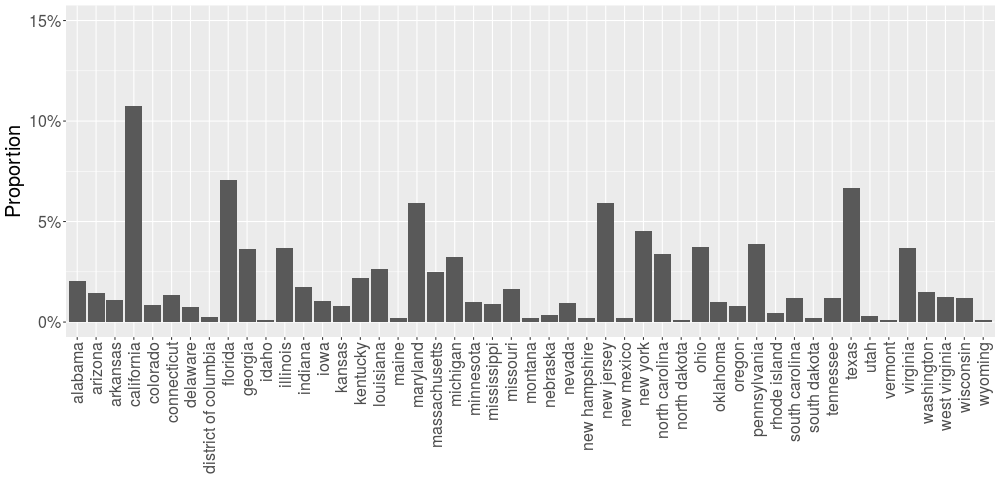 15%
10%
5%
0%
Proportion
alabama
arizona
arkansas
california
colorado
connecticut
delaware
district of columbia
florida
georgia
idaho
illinois
indiana
iowa
kansas
kentucky
louisiana
maine
maryland
massachusetts
michigan
minnesota
mississippi
missouri
montana
nebraska
nevada
new hampshire
new jersey
new mexico
new york
north carolina
north dakota
ohio
oklahoma
oregon
pennsylvania
rhode island
south carolina
south dakota
tennessee
texas
utah
vermont
virginia
washington
west virginia
wisconsin
wyoming